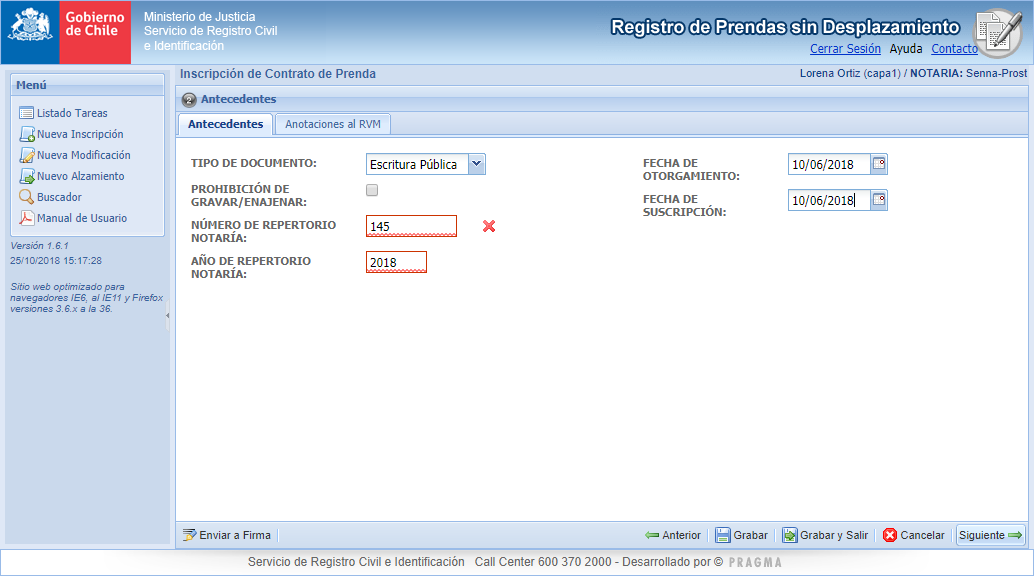 Gobierno
de Chile
Ministerio de Justicia
Servicio de Registro Civil
e Identificación
Registro de Prendas sin Desplazamiento
Cerrar Sesión Ayuda Contacto
Menú
Listado Tareas
Nueva Inscripción
Nueva Modificación
Nuevo Alzamiento
Buscador
Manual de Usuario
Versión 1.6.1
25/10/2018 15:17:28
Sitio web optimizado para
navegadores IE6, al IE11 y Firefox
versiones 3.6.x a la 36.
Inscripción de Contrato de Prenda
Lorena Ortiz (capa1) / NOTARIA: Senna-Prost
2 Antecedentes
Antecedentes Anotaciones al RVM
TIPO DE DOCUMENTO: Escritura Pública
PROHIBICIÓN DE
GRAVAR/ENAJENAR:
NÚMERO DE REPERTORIO
NOTARÍA: 145
AÑO DE REPERTORIO
NOTARÍA: 2018
FECHA DE
OTORGAMIENTO: 10/06/2018
FECHA DE
SUSCRIPCIÓN: 10/06/2018
Enviar a Firma Anterior Grabar Grabar y Salir Cancelar Siguiente
Servicio de Registro Civil e Identificación Call Center 600 370 2000 - Desarrollado por © PRAGMA